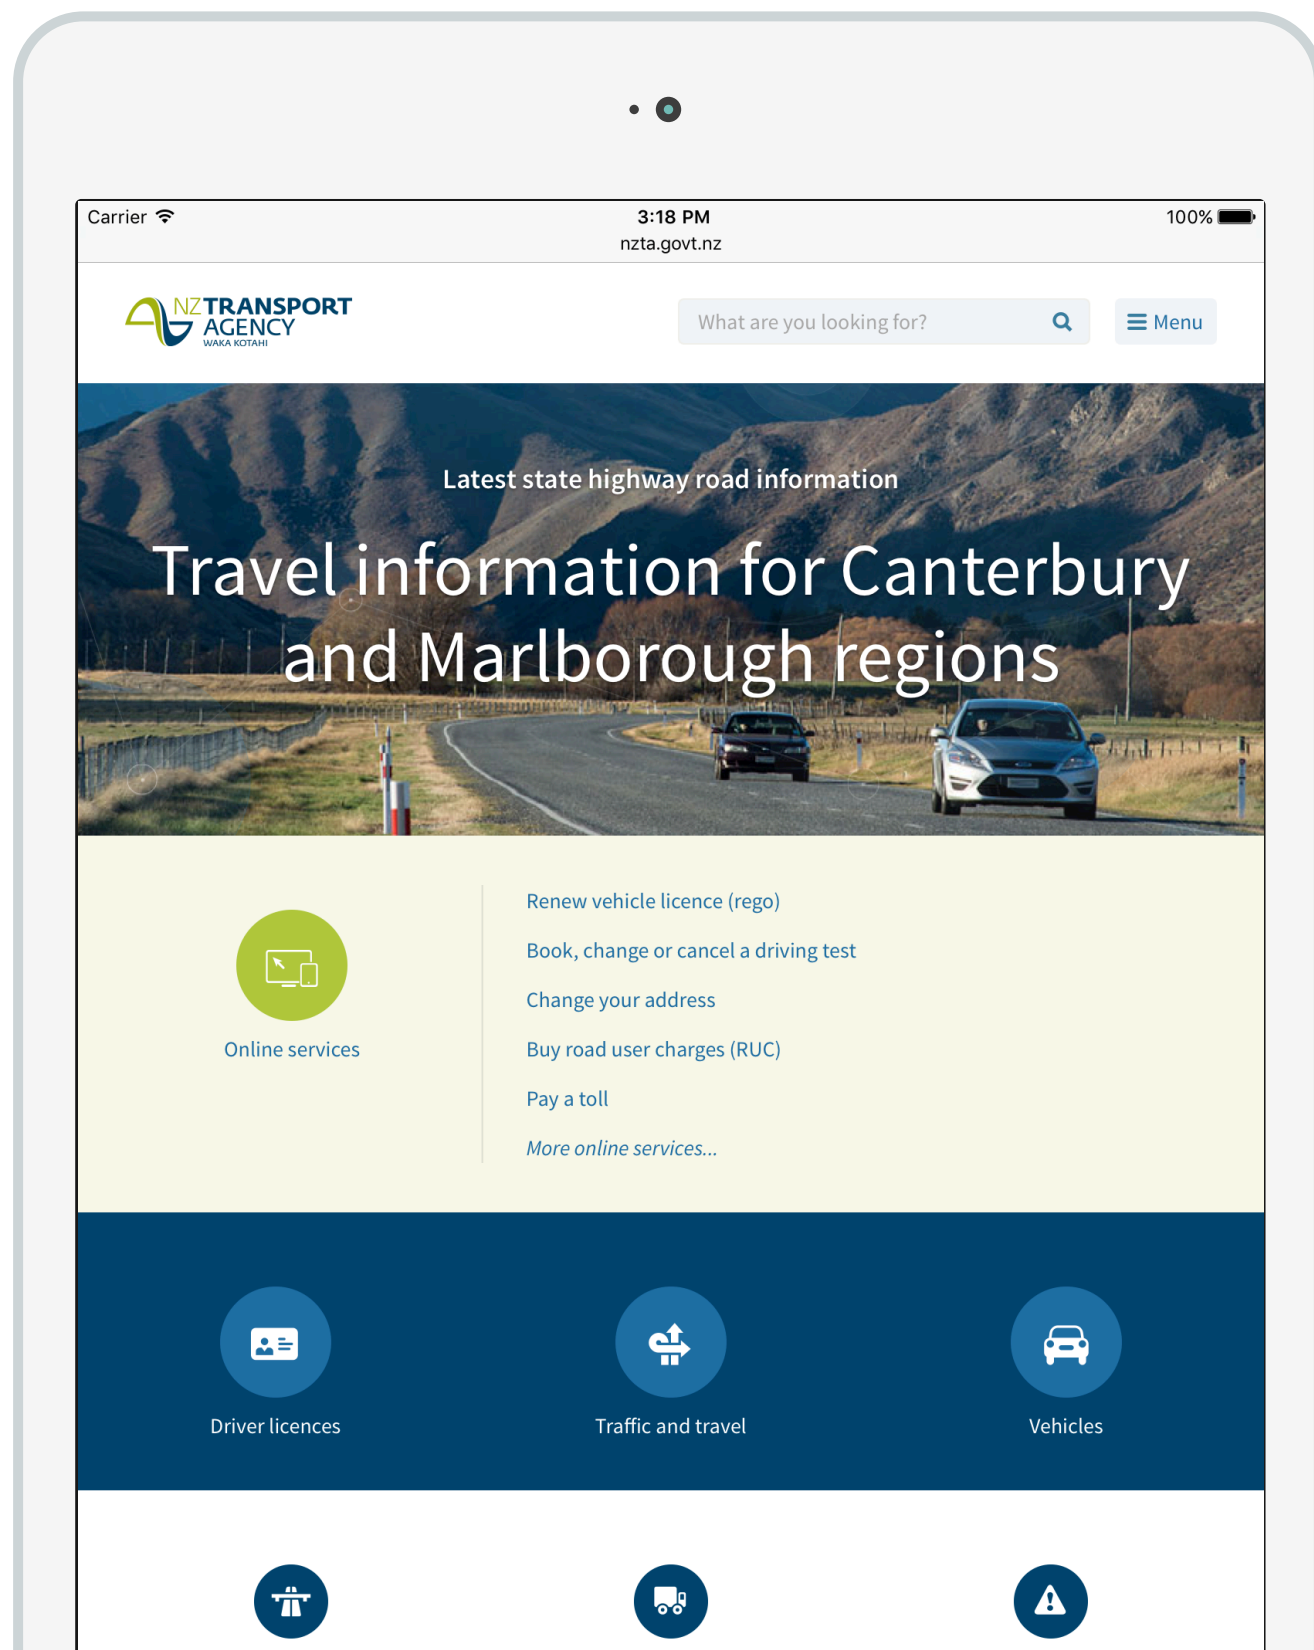 Carrier
3:18 PM
100%
nzta.govt.nz
NZ TRANSPORT
AGENCY
WAKA KOTAHI
What are you looking for?
Menu
Latest state highway road information
Travel information for Canterbury
and Marlborough regions
Renew vehicle licence (rego)
Book, change or cancel a driving test
Change your address
Online services
Buy road user charges (RUC)
Pay a toll
More online services...
Driver licences
Traffic and travel
Vehicles